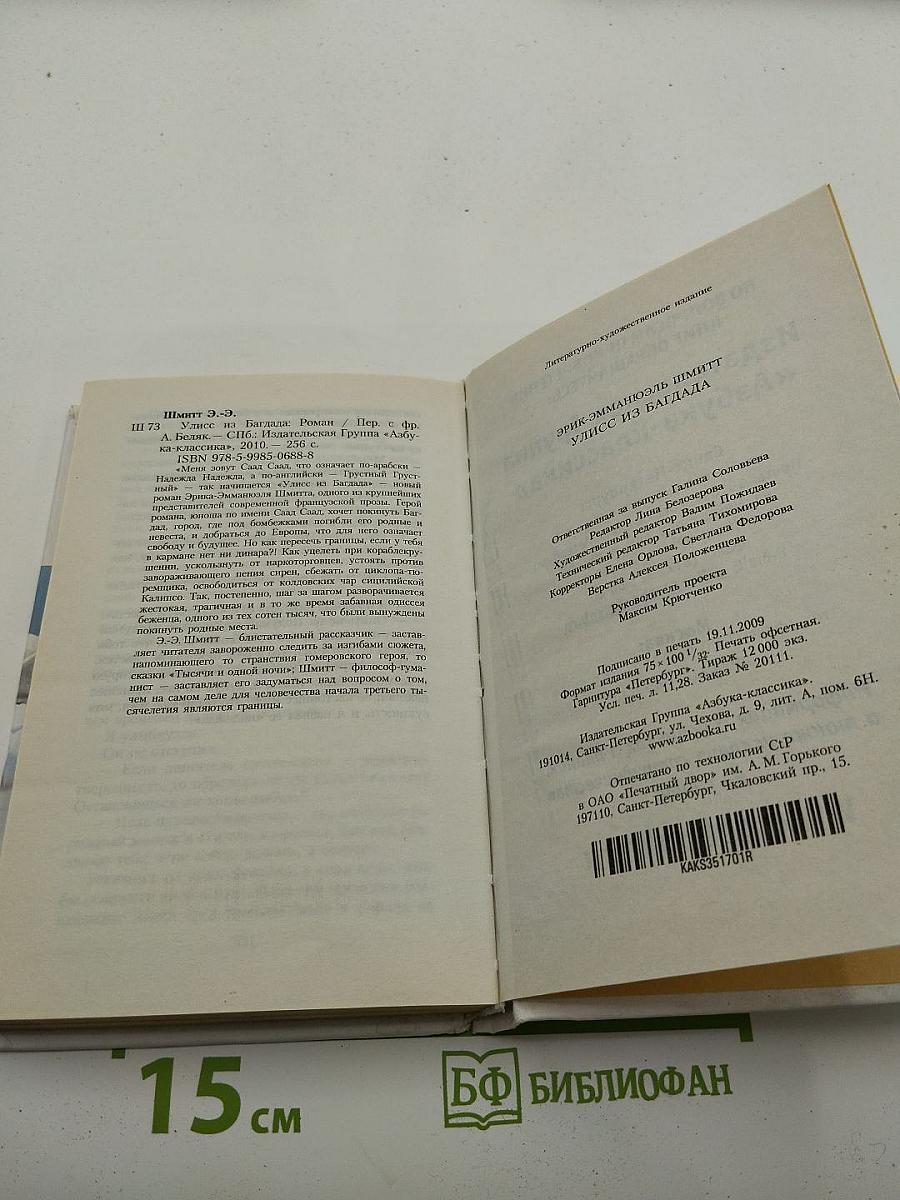 Шмитт Э.-Э.
Ш 73 Улисс из Багдада: Роман / Пер. с фр.
А. Беляк. — СПб.: Издательская Группа «Азбу-
ка-классика», 2010. — 256 с.
ISBN 978-5-9985-0688-8
«Меня зовут Саад Саад, что означает по-арабски —
Надежда Надежда, а по-английски — Грустный Груст-
ный» — так начинается «Улисс из Багдада» — новый
роман Эрика-Эммануэля Шмитта, одного из крупнейших
представителей современной французской прозы. Герой
романа, юноша по имени Саад Саад, хочет покинуть Баг-
дад, город, где под бомбежками погибли его родные и
невеста, и добраться до Европы, что для него означает
свободу и будущее. Но как пересечь границы, если у тебя
в кармане нет ни динара?! Как уцелеть при кораблекру-
шении, ускользнуть от наркоторговцев, устоять против
завораживающего пения сирен, сбежать от циклопа-тю-
ремщика, освободиться от колдовских чар сицилийской
Калипсо. Так, постепенно, шаг за шагом разворачивается
жестокая, трагичная и в то же время забавная одиссея
беженца, одного из тех сотен тысяч, что были вынуждены
покинуть родные места.
Э.-Э. Шмитт — блистательный рассказчик — застав-
ляет читателя завороженно следить за изгибами сюжета,
напоминающего то странствия гомеровского героя, то
сказки «Тысячи и одной ночи»; Шмитт — философ-гума-
нист — заставляет его задуматься над вопросом о том,
чем на самом деле для человечества начала третьего ты-
сячелетия являются границы.
Литературно-художественное издание
ЭРИК-ЭММАНЮЭЛЬ ШМИТТ
УЛИСС ИЗ БАГДАДА
Ответственная за выпуск Галина Соловьева
Редактор Лина Белозерова
Художественный редактор Вадим Пожидаев
Технический редактор Татьяна Тихомирова
Корректоры Елена Орлова, Светлана Федорова
Верстка Алексея Положенцева
Руководитель проекта
Максим Крютченко
Подписано в печать 19.11.2009
Формат издания 75×100 1/32. Печать офсетная.
Гарнитура «Петербург». Тираж 12 000 экз.
Усл. печ. л. 11,28. Заказ № 20111.
Издательская Группа «Азбука-классика».
191014, Санкт-Петербург, ул. Чехова, д. 9, лит. А, пом. 6Н.
www.azbooka.ru
Отпечатано по технологии CtP
в ОАО «Печатный двор» им. А. М. Горького
197110, Санкт-Петербург, Чкаловский пр., 15.
KAKS351701R
15 см
БФ БИБЛИОФАН